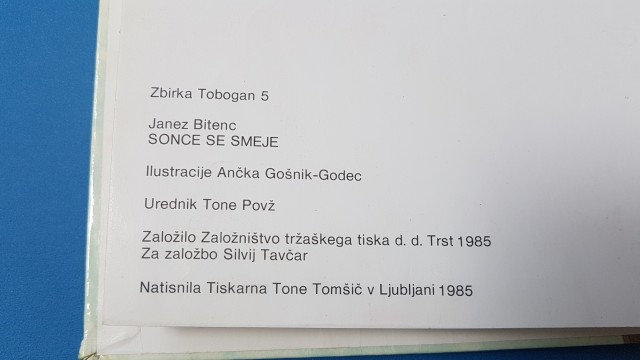 Zbirka Tobogan 5
Janez Bitenc
SONCE SE SMEJE
Ilustracije Ančka Gošnik-Godec
Urednik Tone Povž
Založilo Založništvo tržaškega tiska d. d. Trst 1985
Za založbo Silvij Tavčar
Natisnila Tiskarna Tone Tomšič v Ljubljani 1985